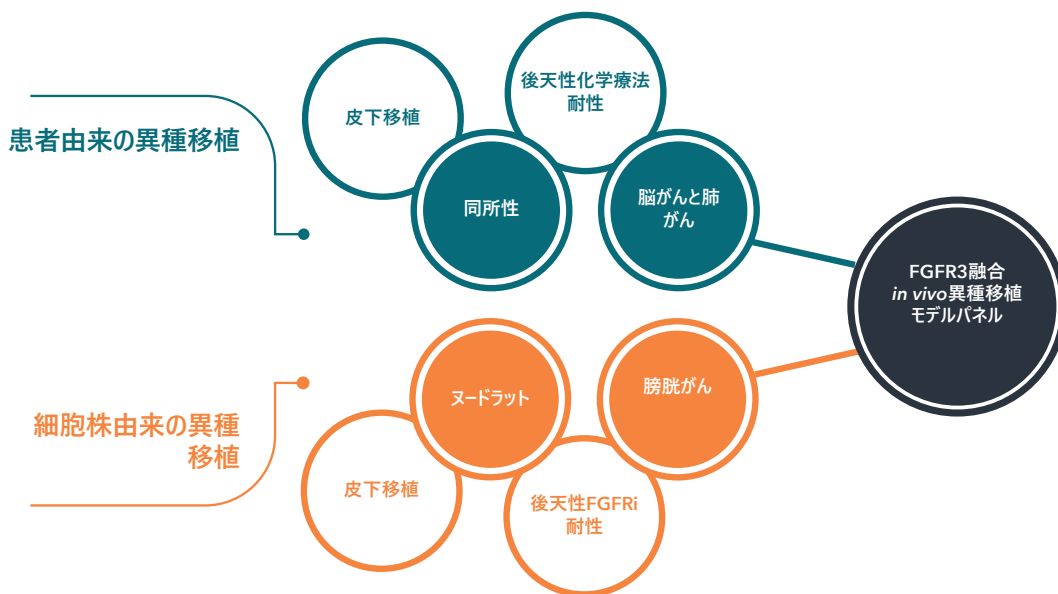 患者由来の異種移植
皮下移植
後天性化学療法
耐性
同所性
脳がんと肺
がん
FGFR3融合
in vivo異種移植
モデルパネル
細胞株由来の異種
移植
ヌードラット
膀胱がん
皮下移植
後天性FGFRi
耐性